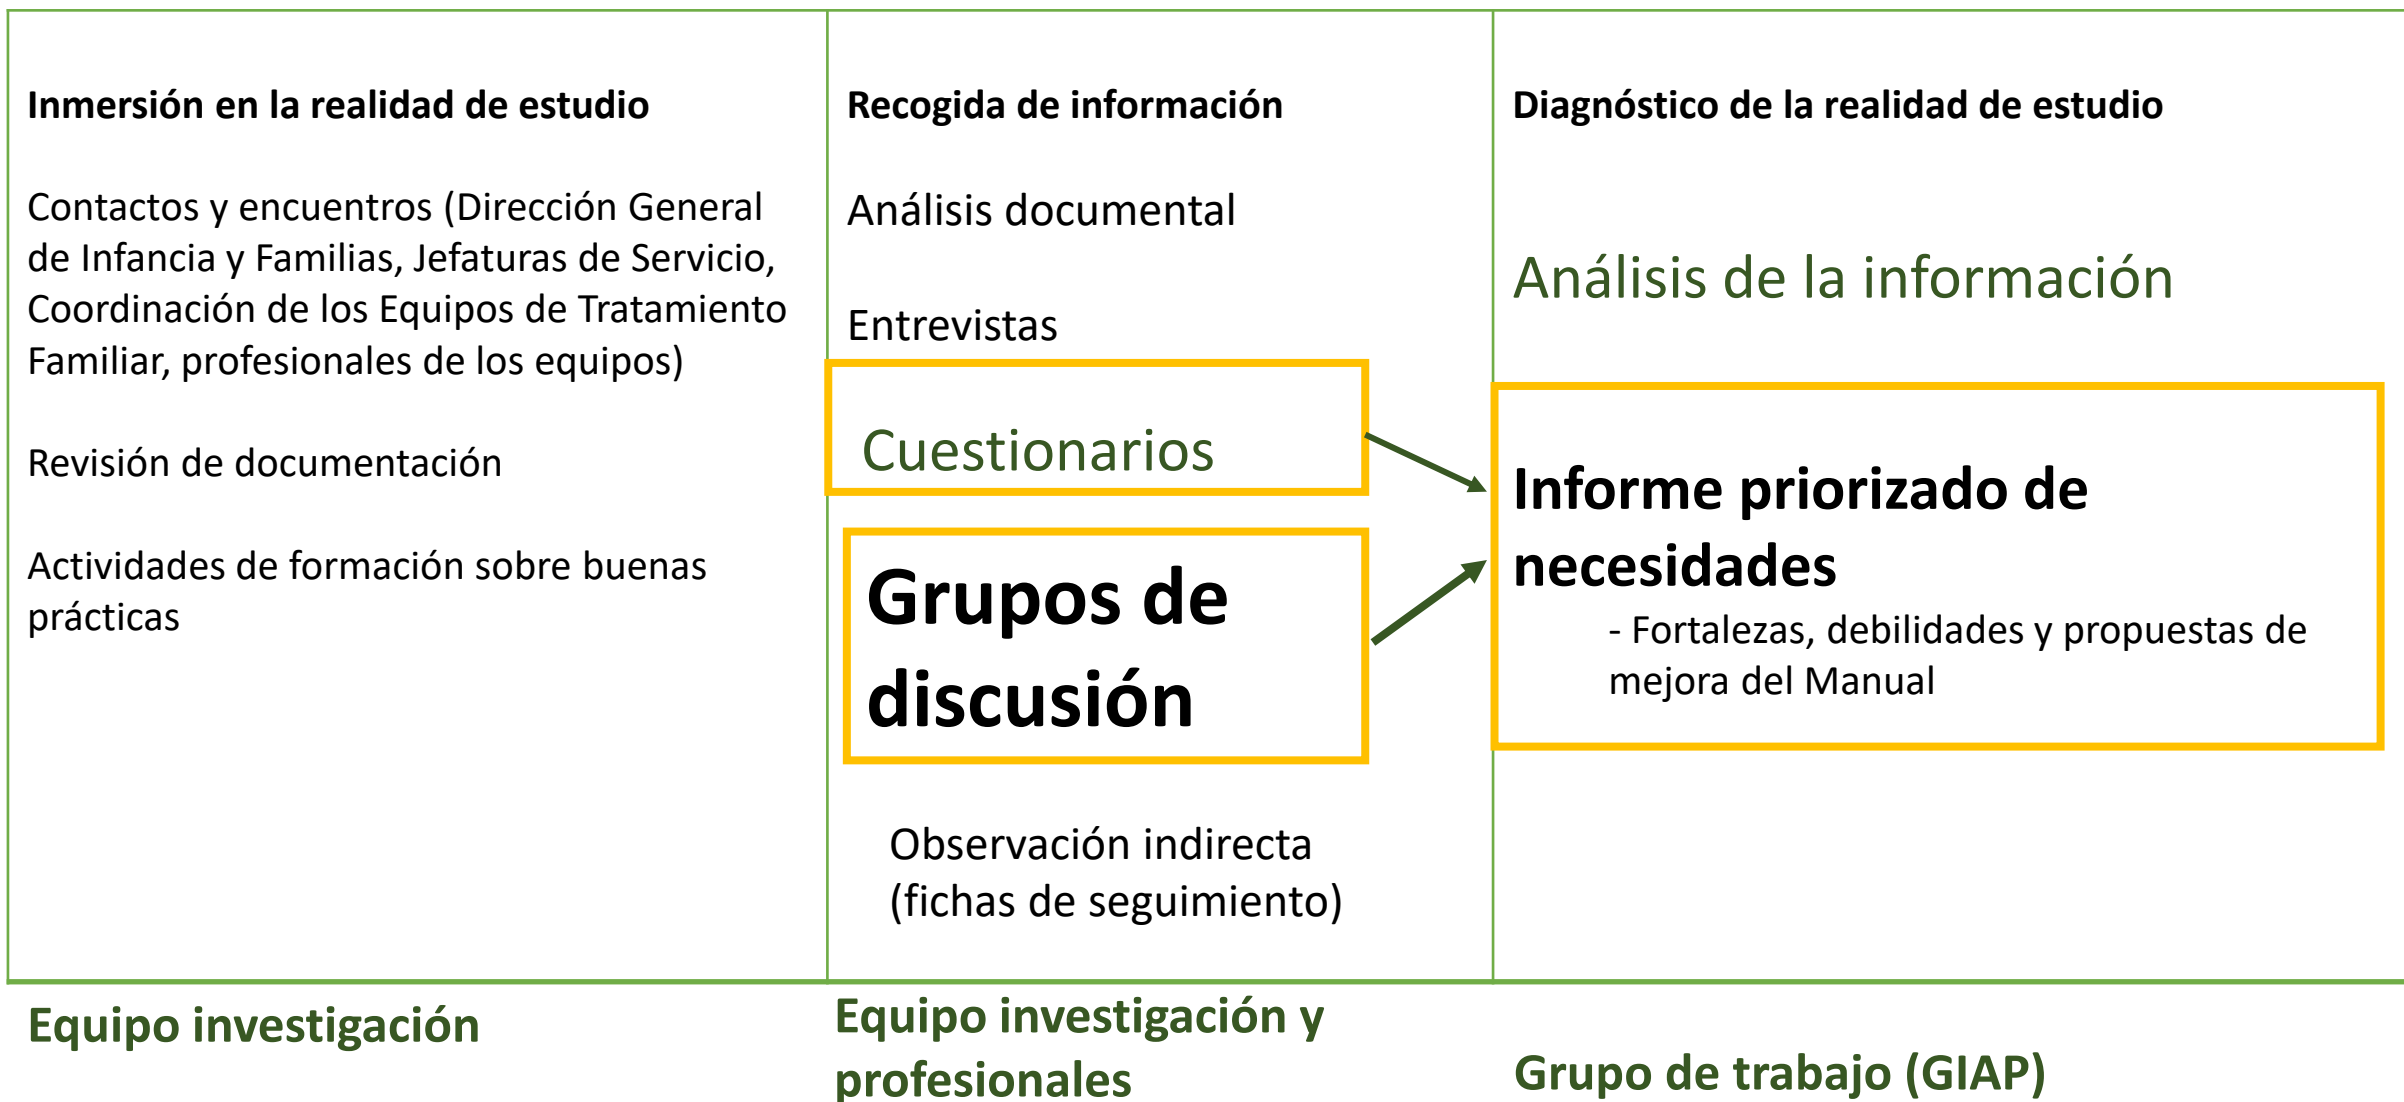 Inmersión en la realidad de estudio
Contactos y encuentros (Dirección General
de Infancia y Familias, Jefaturas de Servicio,
Coordinación de los Equipos de Tratamiento
Familiar, profesionales de los equipos)
Revisión de documentación
Actividades de formación sobre buenas
prácticas
Equipo investigación
Recogida de información
Análisis documental
Entrevistas
Cuestionarios
Grupos de
discusión
Observación indirecta
(fichas de seguimiento)
Equipo investigación y
profesionales
Diagnóstico de la realidad de estudio
Análisis de la información
Informe priorizado de
necesidades
- Fortalezas, debilidades y propuestas de
mejora del Manual
Grupo de trabajo (GIAP)